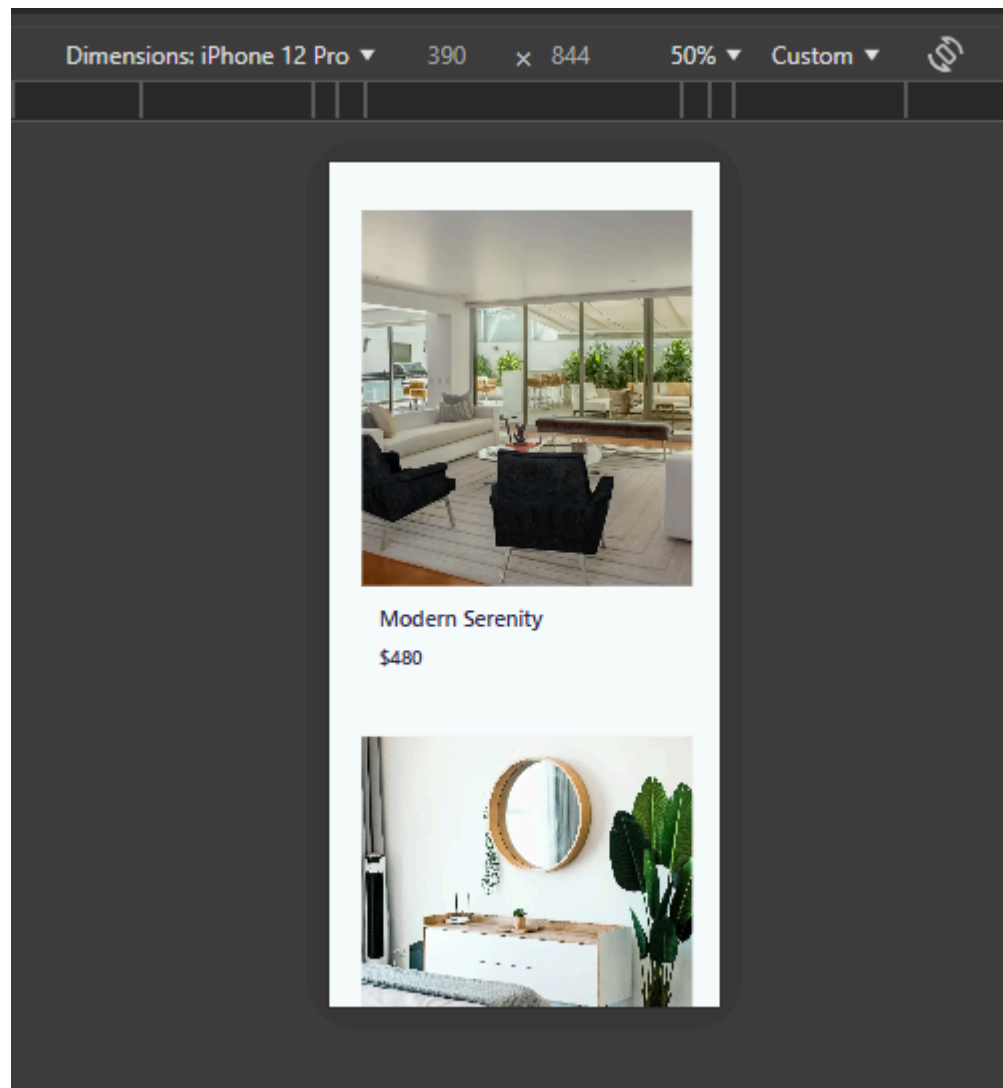 Dimensions: iPhone 12 Pro ▼ 390 × 844 50% ▼ Custom ▼
Modern Serenity
$480